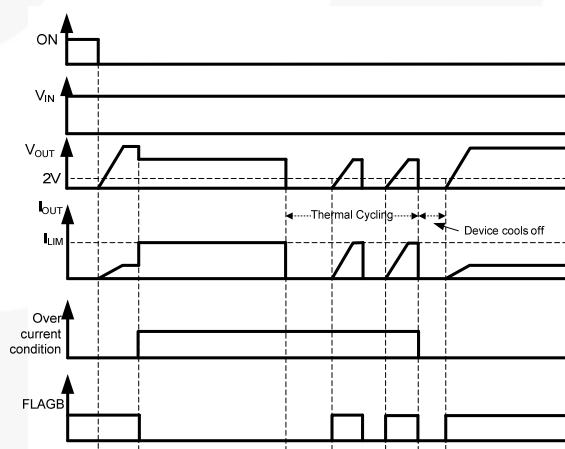 ON
VIN
VOUT
2V
IOUT
Thermal Cycling
Device cools off
ILIM
Over
current
condition
FLAGB